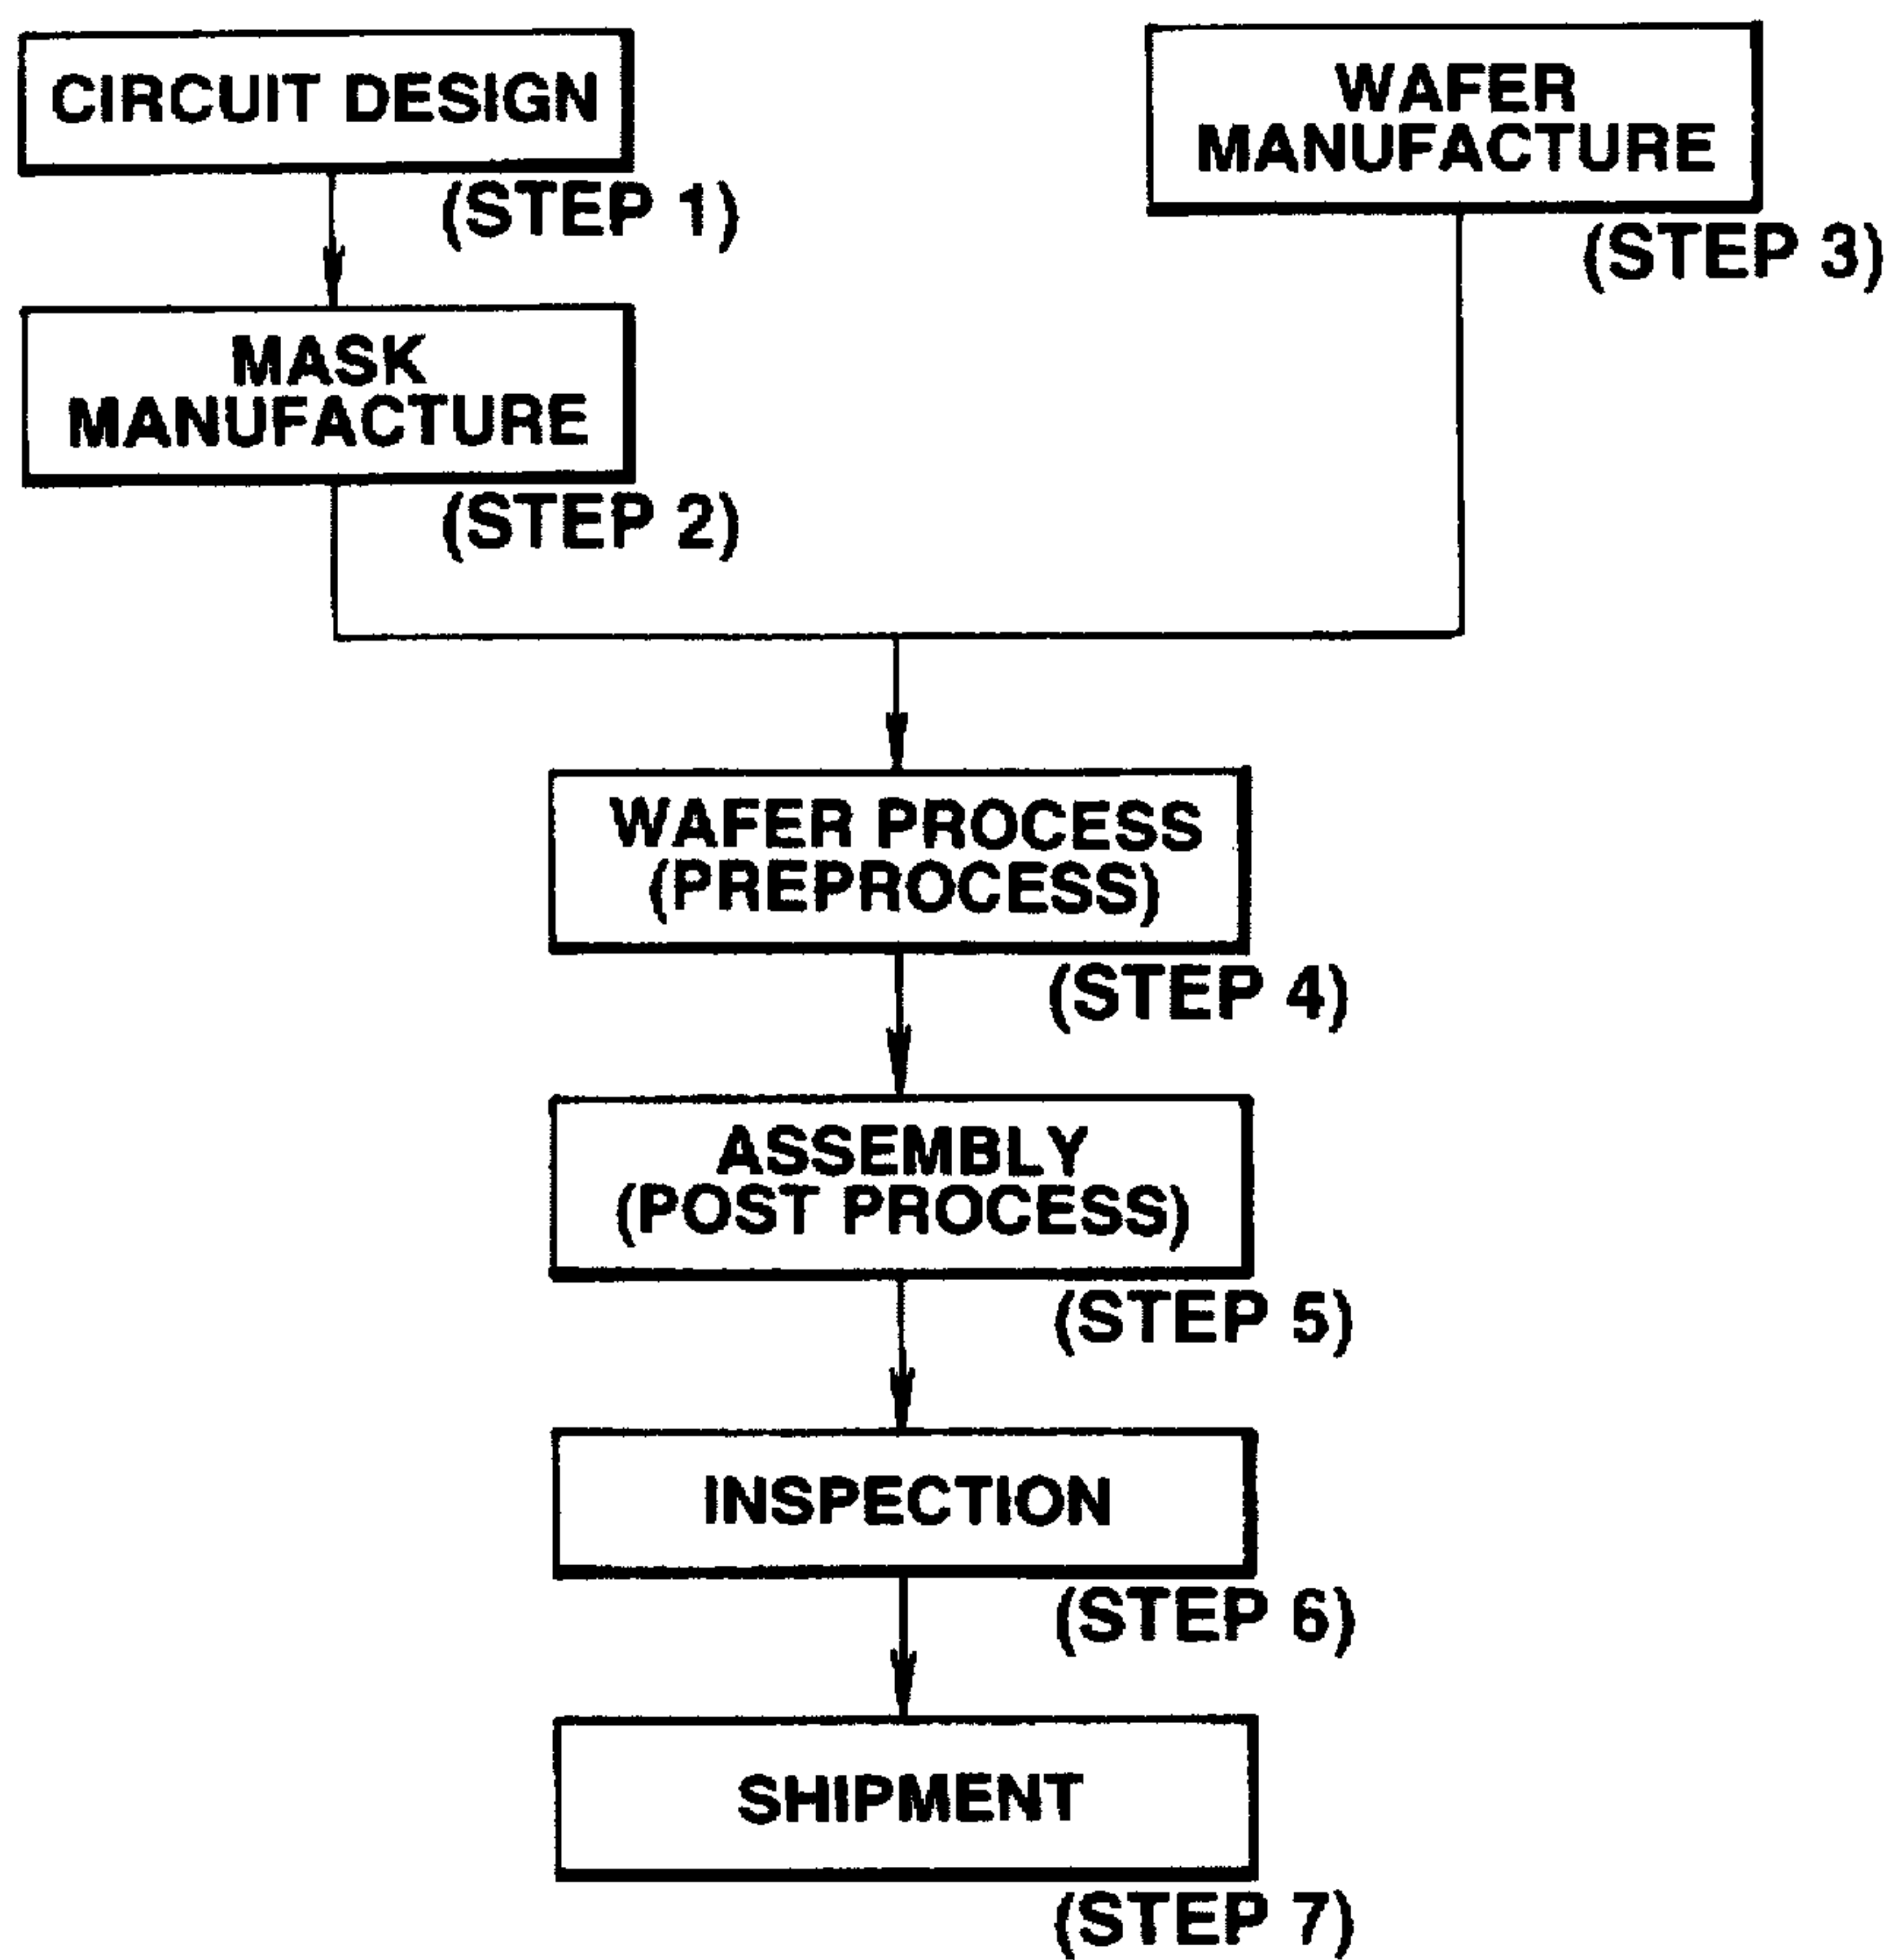 CIRCUIT DESIGN
(STEP 1)
MASK
MANUFACTURE
(STEP 2)
WAFER
MANUFACTURE
(STEP 3)
WAFER PROCESS
(PREPROCESS)
(STEP 4)
ASSEMBLY
(POST PROCESS)
(STEP 5)
INSPECTION
(STEP 6)
SHIPMENT
(STEP 7)